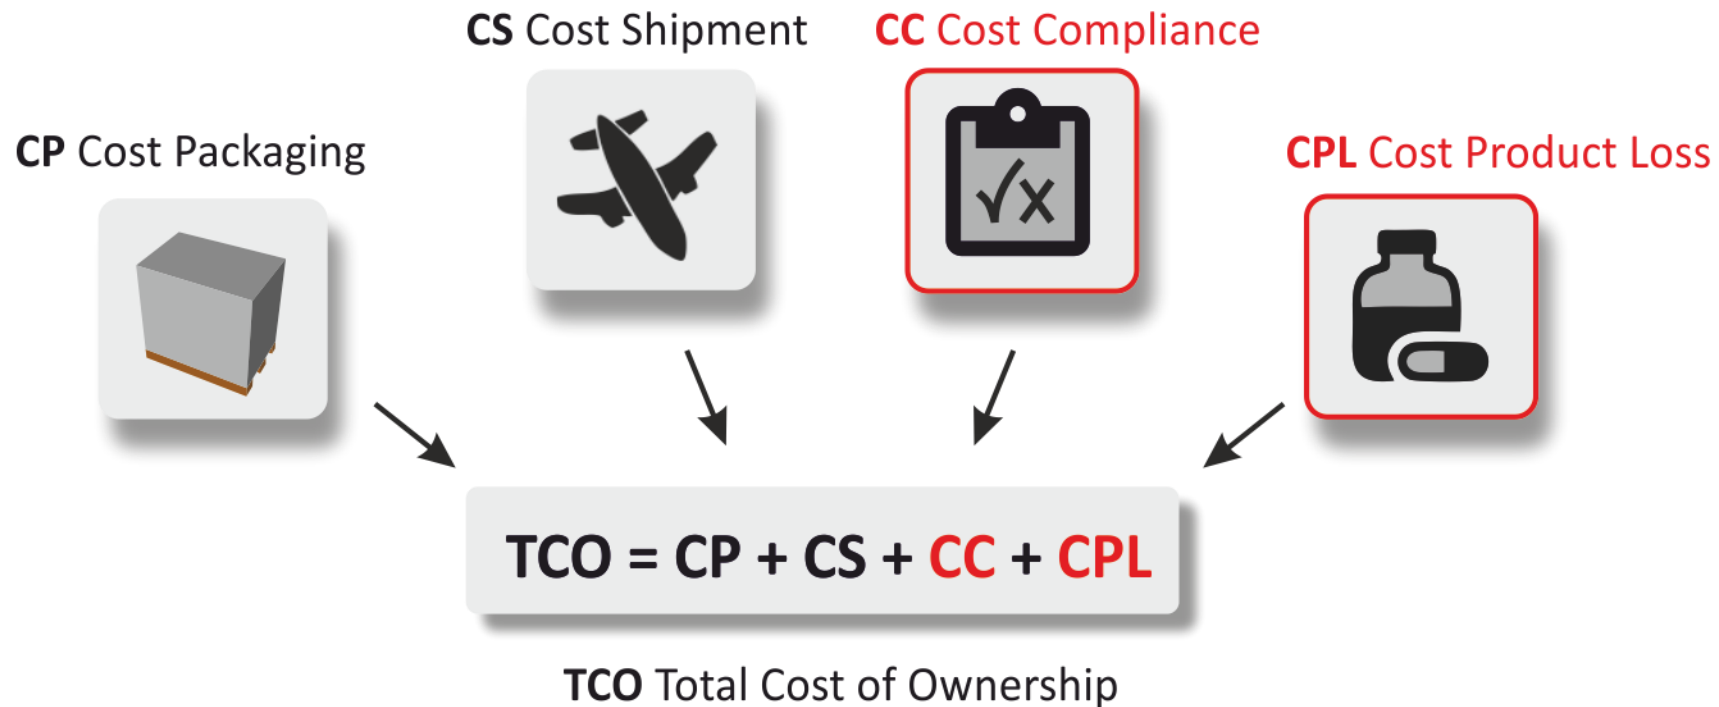 CS Cost Shipment
CC Cost Compliance
CP Cost Packaging
CPL Cost Product Loss
TCO = CP + CS + CC + CPL
TCO Total Cost of Ownership